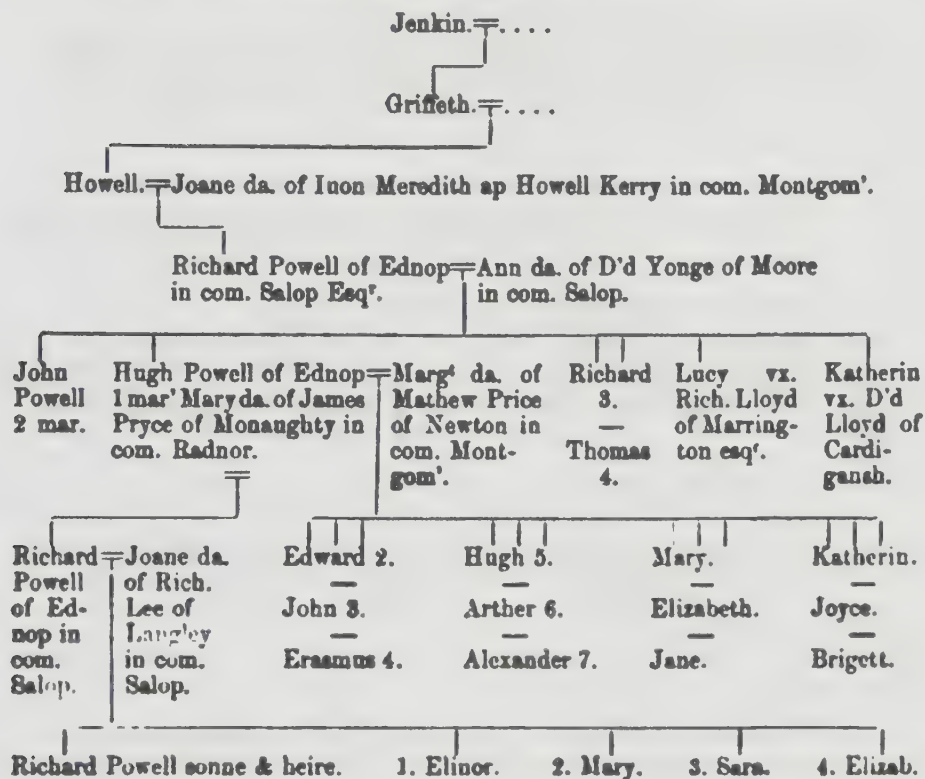 Jenkin. = . . . .
Griffeth. = . . . .
Howell. = Joane da. of Inon Meredith ap Howell Kerry in com. Montgom'.
Richard Powell of Ednop = Ann da. of D'd Yonge of Moore
in com. Salop Esqr. in com. Salop.
John
Powell
2 mar.
Hugh Powell of Ednop =
1 mar' Mary da. of James
Pryce of Monaughty in
com. Radnor.
Margt da. of
Mathew Price
of Newton in
com. Mont-
gom'.
Richard
3.
—
Thomas
4.
Lucy vx.
Rich. Lloyd
of Marring-
ton esqr.
Katherin
vx. D'd
Lloyd of
Cardi-
gansh.
Richard =
Powell
of Ed-
nop in
com.
Salop.
Joane da.
of Rich.
Lee of
Langley
in com.
Salop.
Edward 2.
—
John 3.
—
Erasmus 4.
Hugh 5.
—
Arther 6.
—
Alexander 7.
Mary.
—
Elizabeth.
—
Jane.
Katherin.
—
Joyce.
—
Brigett.
Richard Powell sonne & heire. 1. Elinor. 2. Mary. 3. Sara. 4. Elizab.